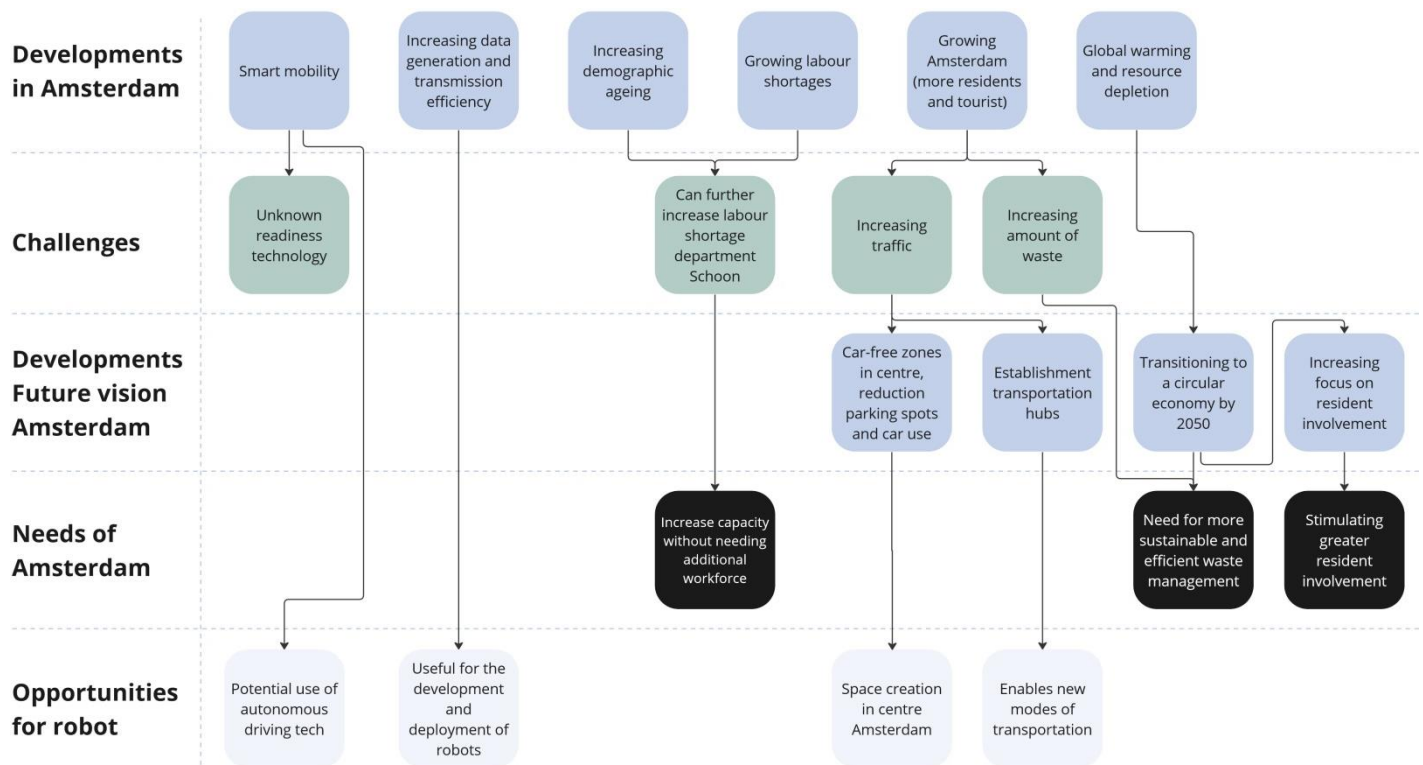 Developments
in Amsterdam
Smart mobility
Increasing data
generation and
transmission
efficiency
Increasing
demographic
ageing
Growing labour
shortages
Growing
Amsterdam
(more residents
and tourist)
Global warming
and resource
depletion
Challenges
Unknown
readiness
technology
Can further
increase labour
shortage
department
Schoon
Increasing
traffic
Increasing
amount of
waste
Developments
Future vision
Amsterdam
Car-free zones
in centre,
reduction
parking spots
and car use
Establishment
transportation
hubs
Transitioning to
a circular
economy by
2050
Increasing
focus on
resident
involvement
Needs of
Amsterdam
Increase capacity
without needing
additional
workforce
Need for more
sustainable and
efficient waste
management
Stimulating
greater
resident
involvement
Opportunities
for robot
Potential use of
autonomous
driving tech
Useful for the
development
and
deployment of
robots
Space creation
in centre
Amsterdam
Enables new
modes of
transportation